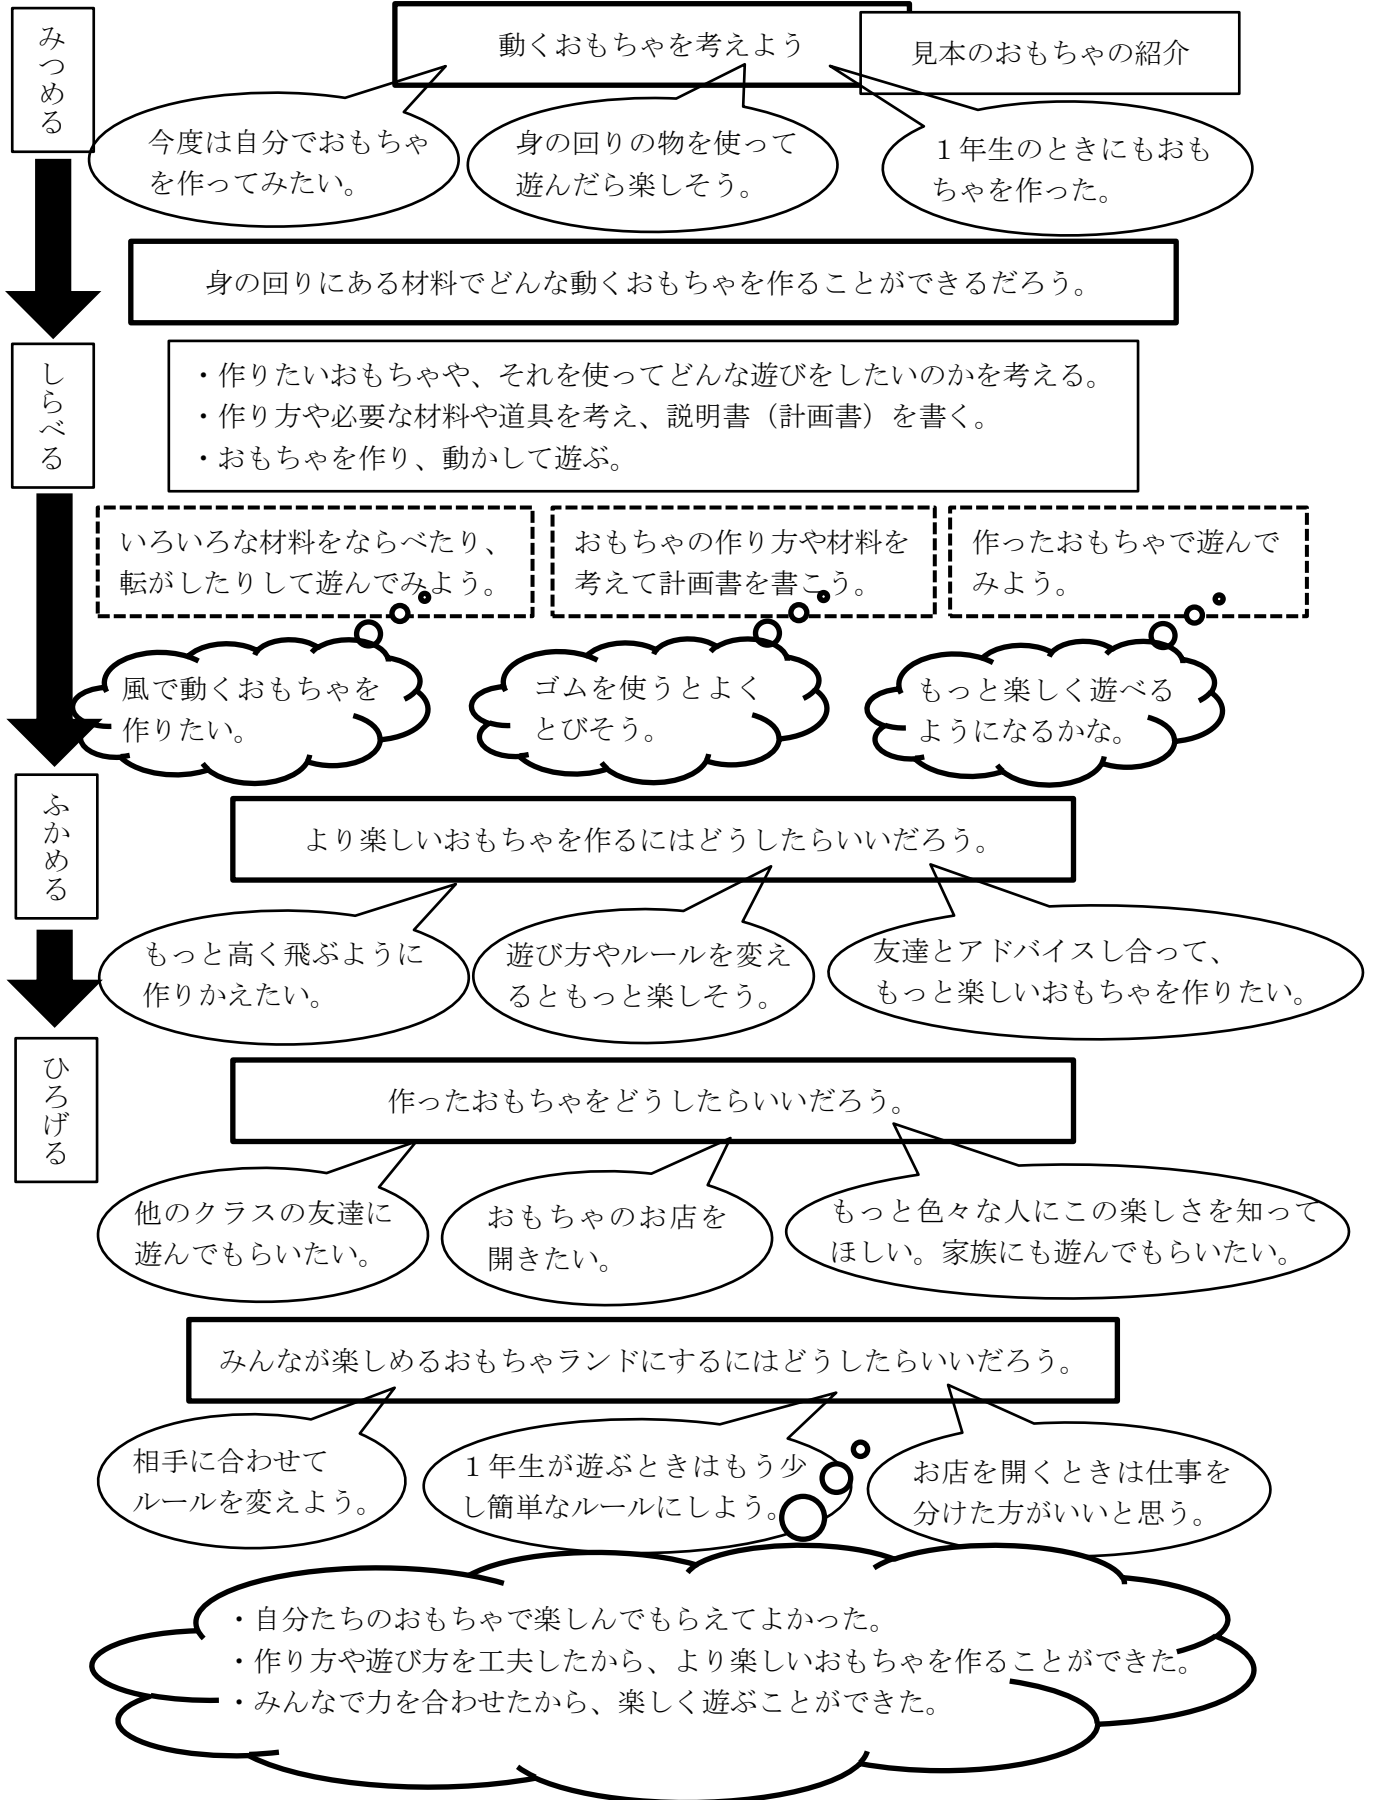 みつめる
動くおもちゃを考えよう
見本のおもちゃの紹介
今度は自分でおもちゃ
を作ってみたい。
身の回りの物を使って
遊んだら楽しそう。
１年生のときにもおも
ちゃを作った。
身の回りにある材料でどんな動くおもちゃを作ることができるだろう。
しらべる
・作りたいおもちゃや、それを使ってどんな遊びをしたいのかを考える。
・作り方や必要な材料や道具を考え、説明書（計画書）を書く。
・おもちゃを作り、動かして遊ぶ。
いろいろな材料をならべたり、
転がしたりして遊んでみよう。
おもちゃの作り方や材料を
考えて計画書を書こう。
作ったおもちゃで遊んで
みよう。
風で動くおもちゃを
作りたい。
ゴムを使うとよく
とびそう。
もっと楽しく遊べる
ようになるかな。
ふかめる
より楽しいおもちゃを作るにはどうしたらいいだろう。
もっと高く飛ぶように
作りかえたい。
遊び方やルールを変え
るともっと楽しそう。
友達とアドバイスし合って、
もっと楽しいおもちゃを作りたい。
ひろげる
作ったおもちゃをどうしたらいいだろう。
他のクラスの友達に
遊んでもらいたい。
おもちゃのお店を
開きたい。
もっと色々な人にこの楽しさを知って
ほしい。家族にも遊んでもらいたい。
みんなが楽しめるおもちゃランドにするにはどうしたらいいだろう。
相手に合わせて
ルールを変えよう。
１年生が遊ぶときはもう少
し簡単なルールにしよう。
お店を開くときは仕事を
分けた方がいいと思う。
・自分たちのおもちゃで楽しんでもらえてよかった。
・作り方や遊び方を工夫したから、より楽しいおもちゃを作ることができた。
・みんなで力を合わせたから、楽しく遊ぶことができた。